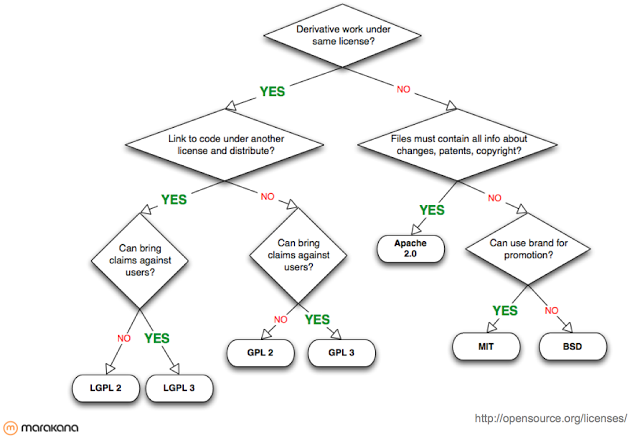 Derivative work under
same license?
YES
NO
Link to code under another
license and distribute?
Files must contain all info about
changes, patents, copyright?
YES
NO
YES
NO
Can bring
claims against
users?
Can bring
claims against
users?
Apache
2.0
Can use brand for
promotion?
NO
YES
NO
YES
YES
NO
LGPL 2
LGPL 3
GPL 2
GPL 3
MIT
BSD
marakana
http://opensource.org/licenses/